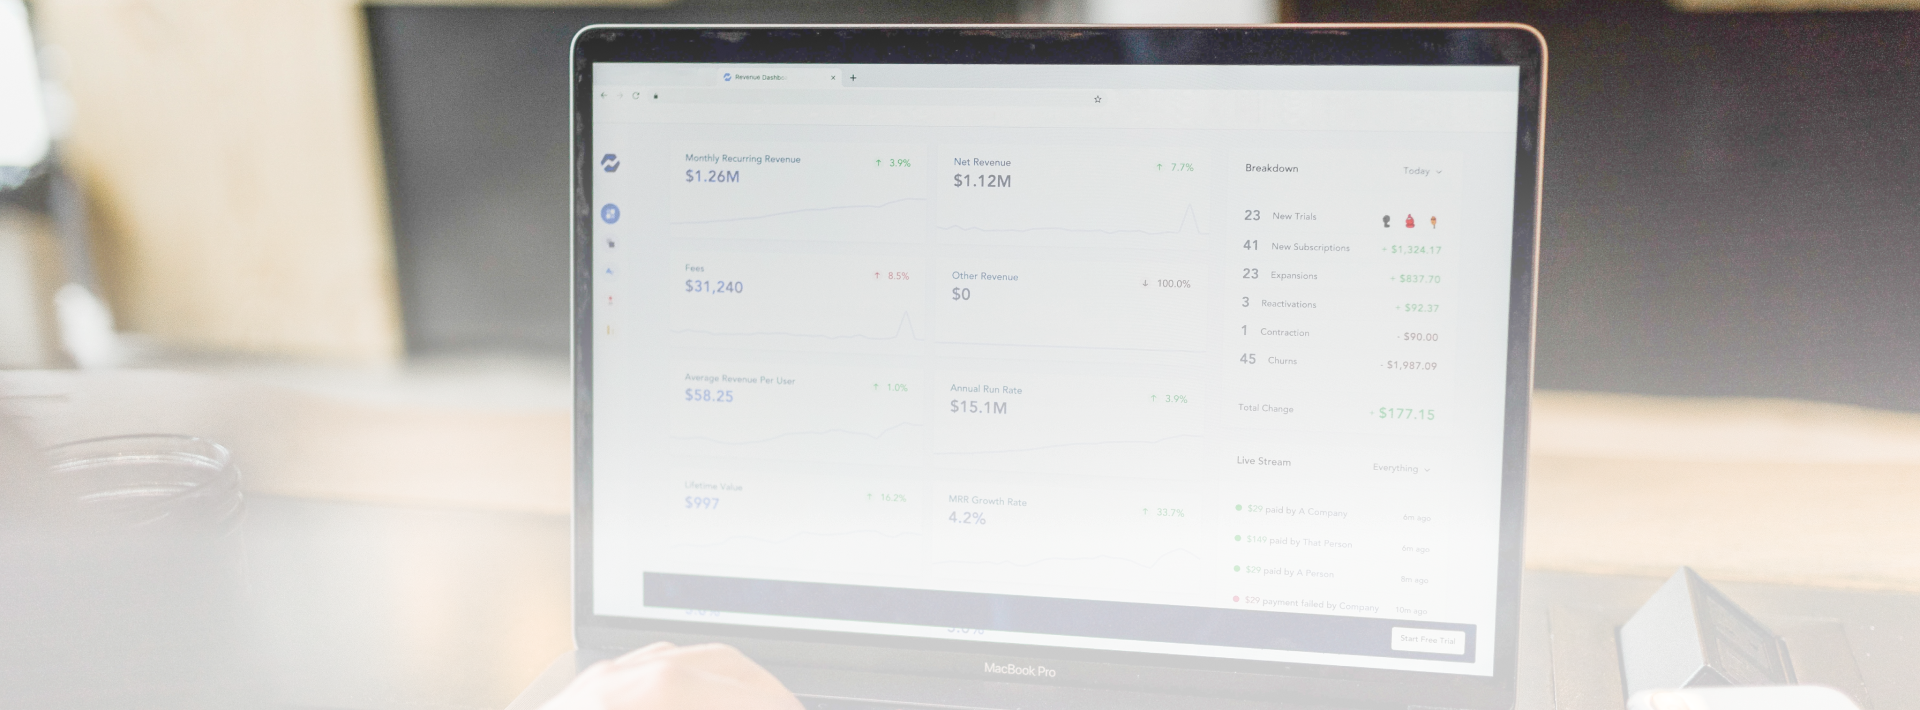 Revenue Dashbo
Monthly Recurring Revenue
↑ 3.9%
$1.26M
Net Revenue
↑ 7.7%
$1.12M
Fees
↑ 8.5%
$31,240
Other Revenue
↓ 100.0%
$0
Average Revenue Per User
↑ 1.0%
$58.25
Annual Run Rate
↑ 3.9%
$15.1M
Lifetime Value
↑ 16.2%
$997
MRR Growth Rate
↑ 33.7%
4.2%
Breakdown
Today
23 New Trials
41 New Subscriptions + $1,324.17
23 Expansions + $837.70
3 Reactivations + $92.37
1 Contraction - $90.00
45 Churns - $1,987.09
Total Change + $177.15
Live Stream
Everything
$29 paid by A Company 4m ago
$149 paid by That Person 6m ago
$29 paid by A Person 8m ago
$29 payment failed by Company 10m ago
Start Free Trial
MacBook Pro